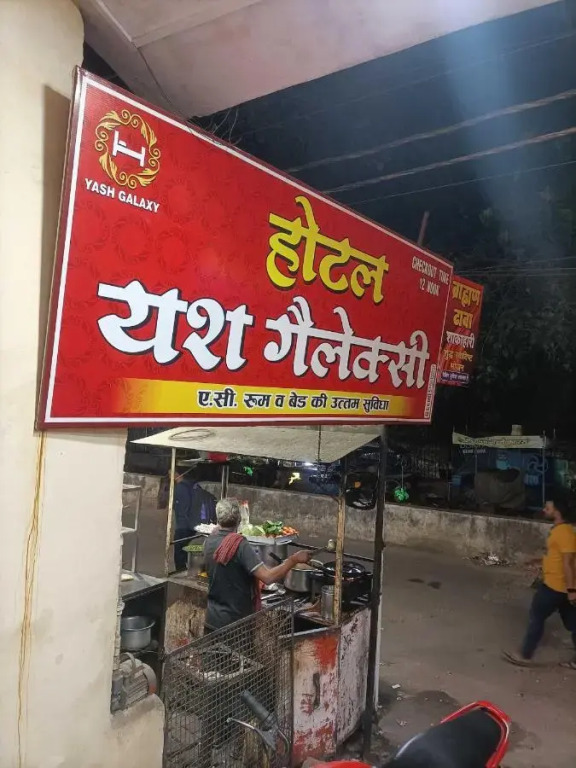 YASH GALAXY
होटल
CHECKOUT TIME
12 NOON
यश गैलेक्सी
ए.सी. रुम व बेड की उत्तम सुविधा
ब्राह्मण
ढाबा
शाकाहारी
शुद्ध